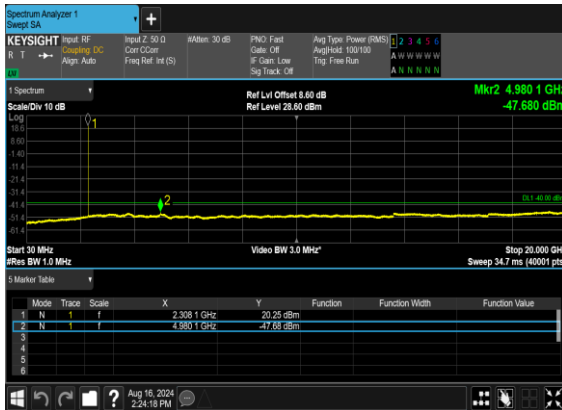 Spectrum Analyzer 1
Swept SA
+
KEYSIGHT
R T
Input: RF
Coupling: DC
Align: Auto
Input Z: 50 Ω
Corr CCorr
Freq Ref: Int (S)
#Atten: 30 dB
PNO: Fast
Gate: Off
IF Gain: Low
Sig Track: Off
Avg Type: Power (RMS)
Avg|Hold: 100/100
Trig: Free Run
1 2 3 4 5 6
A W W W W W
A N N N N N
1 Spectrum
Scale/Div 10 dB
Ref Lvl Offset 8.60 dB
Ref Level 28.60 dBm
Mkr2 4.980 1 GHz
-47.680 dBm
Log
18.6
8.60
-1.40
-11.4
-21.4
-31.4
-41.4
-51.4
-61.4
1
2
DL1 -40.00 dBm
Start 30 MHz
#Res BW 1.0 MHz
Video BW 3.0 MHz*
Stop 20.000 GHz
Sweep 34.7 ms (40001 pts)
5 Marker Table
Mode Trace Scale X Y Function Function Width Function Value
1 N 1 f 2.308 1 GHz 20.25 dBm
2 N 1 f 4.980 1 GHz -47.68 dBm
3
4
5
6
?
Aug 16, 2024
2:24:18 PM